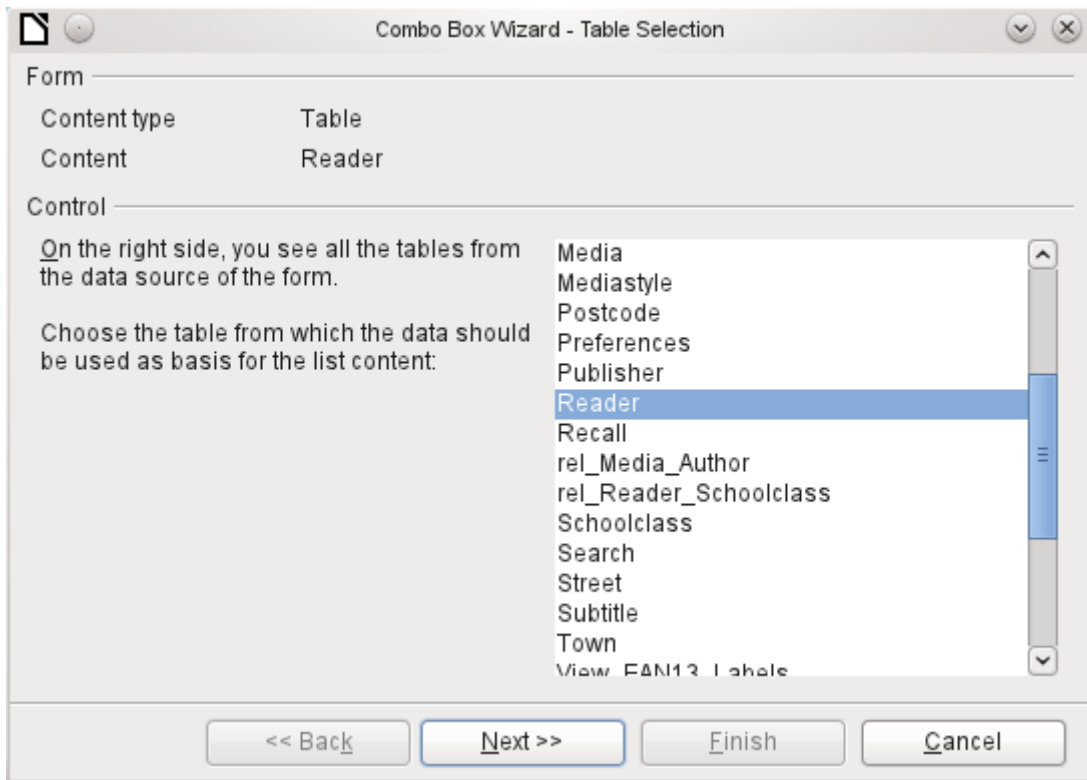 Combo Box Wizard - Table Selection
Form
Content type Table
Content Reader
Control
On the right side, you see all the tables from
the data source of the form.
Choose the table from which the data should
be used as basis for the list content:
Media
Mediastyle
Postcode
Preferences
Publisher
Reader
Recall
rel_Media_Author
rel_Reader_Schoolclass
Schoolclass
Search
Street
Subtitle
Town
View_EAN13_Labels
<< Back Next >> Finish Cancel